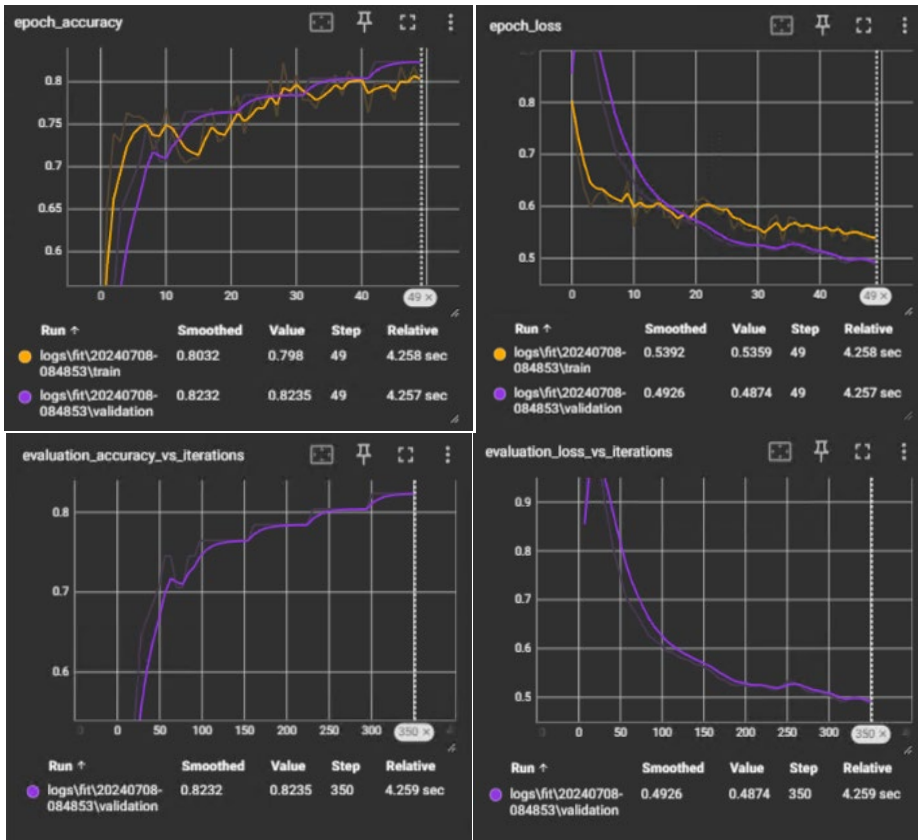 epoch_accuracy
0.8
0.75
0.7
0.65
0.6
0 10 20 30 40 49 ×
Run ↑ Smoothed Value Step Relative
logs\fit\20240708-
084853\train 0.8032 0.798 49 4.258 sec
logs\fit\20240708-
084853\validation 0.8232 0.8235 49 4.257 sec
epoch_loss
0.8
0.7
0.6
0.5
0 10 20 30 40 49 ×
Run ↑ Smoothed Value Step Relative
logs\fit\20240708-
084853\train 0.5392 0.5359 49 4.258 sec
logs\fit\20240708-
084853\validation 0.4926 0.4874 49 4.257 sec
evaluation_accuracy_vs_iterations
0.8
0.7
0.6
0 50 100 150 200 250 300 350 ×
Run ↑ Smoothed Value Step Relative
logs\fit\20240708-
084853\validation 0.8232 0.8235 350 4.259 sec
evaluation_loss_vs_iterations
0.9
0.8
0.7
0.6
0.5
0 50 100 150 200 250 300 350 ×
Run ↑ Smoothed Value Step Relative
logs\fit\20240708-
084853\validation 0.4926 0.4874 350 4.259 sec